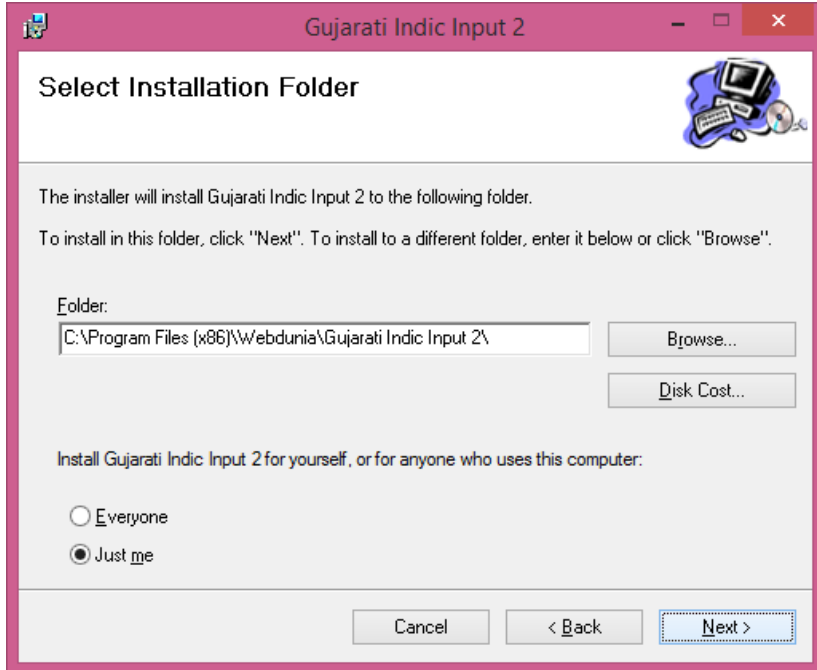 Gujarati Indic Input 2
Select Installation Folder
The installer will install Gujarati Indic Input 2 to the following folder.
To install in this folder, click "Next". To install to a different folder, enter it below or click "Browse".
Folder:
C:\Program Files (x86)\Webdunia\Gujarati Indic Input 2\
Browse...
Disk Cost...
Install Gujarati Indic Input 2 for yourself, or for anyone who uses this computer:
Everyone
Just me
Cancel
< Back
Next >